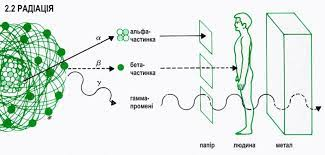 2.2 РАДІАЦІЯ
α
альфа-
частинка
β
бета-
частинка
γ
гамма-
промені
папір людина метал